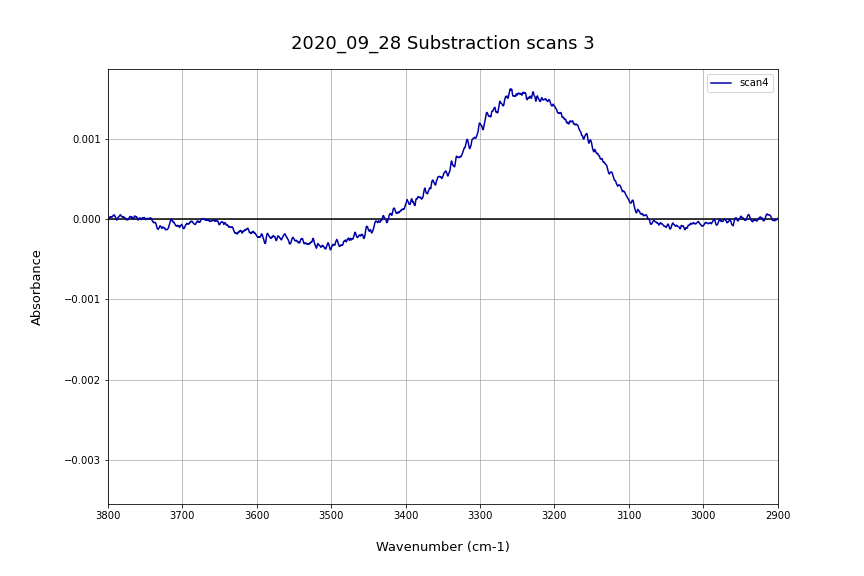 2020_09_28 Substraction scans 3
scan4
0.001
0.000
−0.001
−0.002
−0.003
Absorbance
3800 3700 3600 3500 3400 3300 3200 3100 3000 2900
Wavenumber (cm-1)